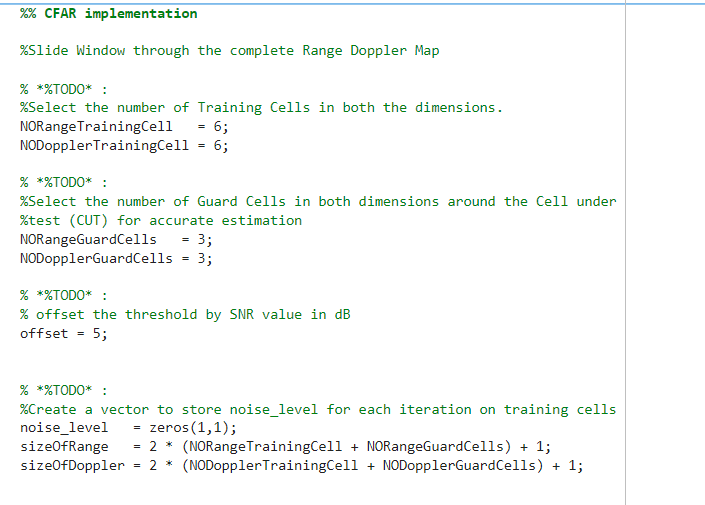 %% CFAR implementation
%Slide Window through the complete Range Doppler Map
% *%TODO* :
%Select the number of Training Cells in both the dimensions.
NORangeTrainingCell   = 6;
NODopplerTrainingCell = 6;
% *%TODO* :
%Select the number of Guard Cells in both dimensions around the Cell under
%test (CUT) for accurate estimation
NORangeGuardCells   = 3;
NODopplerGuardCells = 3;
% *%TODO* :
% offset the threshold by SNR value in dB
offset = 5;
% *%TODO* :
%Create a vector to store noise_level for each iteration on training cells
noise_level   = zeros(1,1);
sizeOfRange   = 2 * (NORangeTrainingCell + NORangeGuardCells) + 1;
sizeOfDoppler = 2 * (NODopplerTrainingCell + NODopplerGuardCells) + 1;